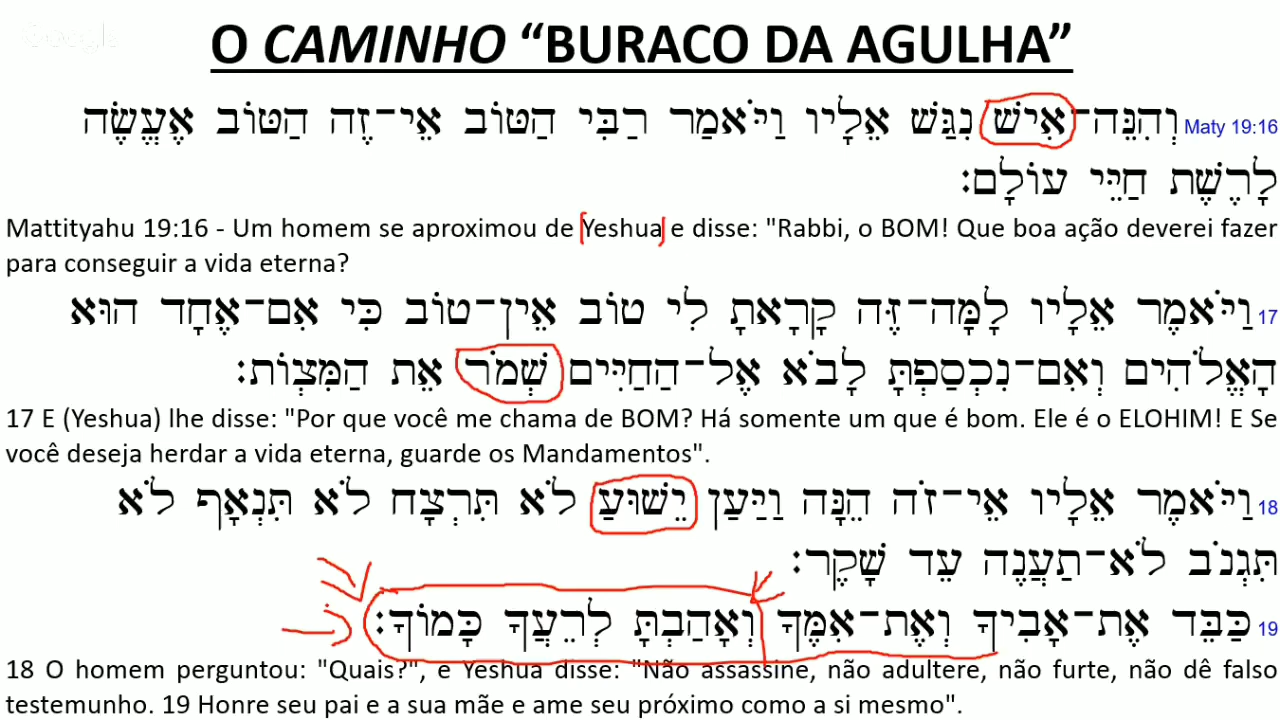 Google
O CAMINHO “BURACO DA AGULHA”
Maty 19:16 וְהִנֵּה־אִישׁ נִגַּשׁ אֵלָיו וַיֹּאמַר רַבִּי הַטּוֹב אֵי־זֶה הַטּוֹב אֶעֱשֶׂה
לָרֶשֶׁת חַיֵּי עוֹלָם׃
Mattityahu 19:16 - Um homem se aproximou de Yeshua e disse: "Rabbi, o BOM! Que boa ação deverei fazer
para conseguir a vida eterna?
17 וַיֹּאמֶר אֵלָיו לָמָּה־זֶּה קָרָאתָ לִי טוֹב אֵין־טוֹב כִּי אִם־אֶחָד הוּא
הָאֱלֹהִים וְאִם־נִכְסַפְתָּ לָבֹא אֶל־הַחַיִּים שְׁמֹר אֵת הַמִּצְוֹת׃
17 E (Yeshua) lhe disse: "Por que você me chama de BOM? Há somente um que é bom. Ele é o ELOHIM! E Se
você deseja herdar a vida eterna, guarde os Mandamentos".
18 וַיֹּאמֶר אֵלָיו אֵי־זֹה הֵנָּה וַיַּעַן יֵשׁוּעַ לֹא תִּרְצָח לֹא תִּנְאָף לֹא
תִּגְנֹב לֹא־תַעֲנֶה עֵד שָׁקֶר׃
19 כַּבֵּד אֶת־אָבִיךָ וְאֶת־אִמֶּךָ וְאָהַבְתָּ לְרֵעֲךָ כָּמוֹךָ׃
18 O homem perguntou: "Quais?", e Yeshua disse: "Não assassine, não adultere, não furte, não dê falso
testemunho. 19 Honre seu pai e a sua mãe e ame seu próximo como a si mesmo".